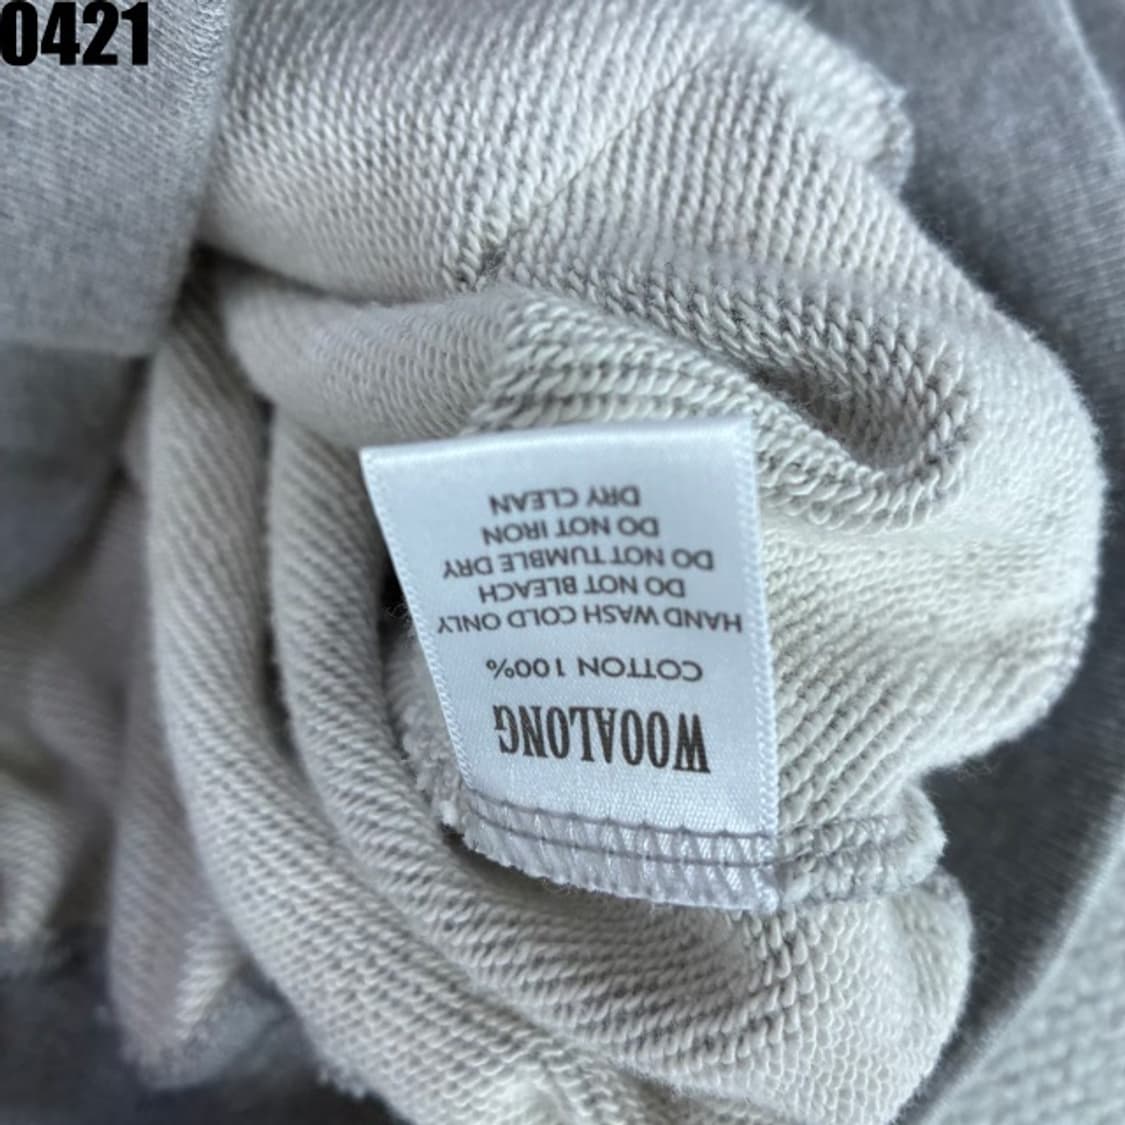 0421
WOOALONG
COTTON 100%
HAND WASH COLD ONLY
DO NOT BLEACH
DO NOT TUMBLE DRY
DO NOT IRON
DRY CLEAN